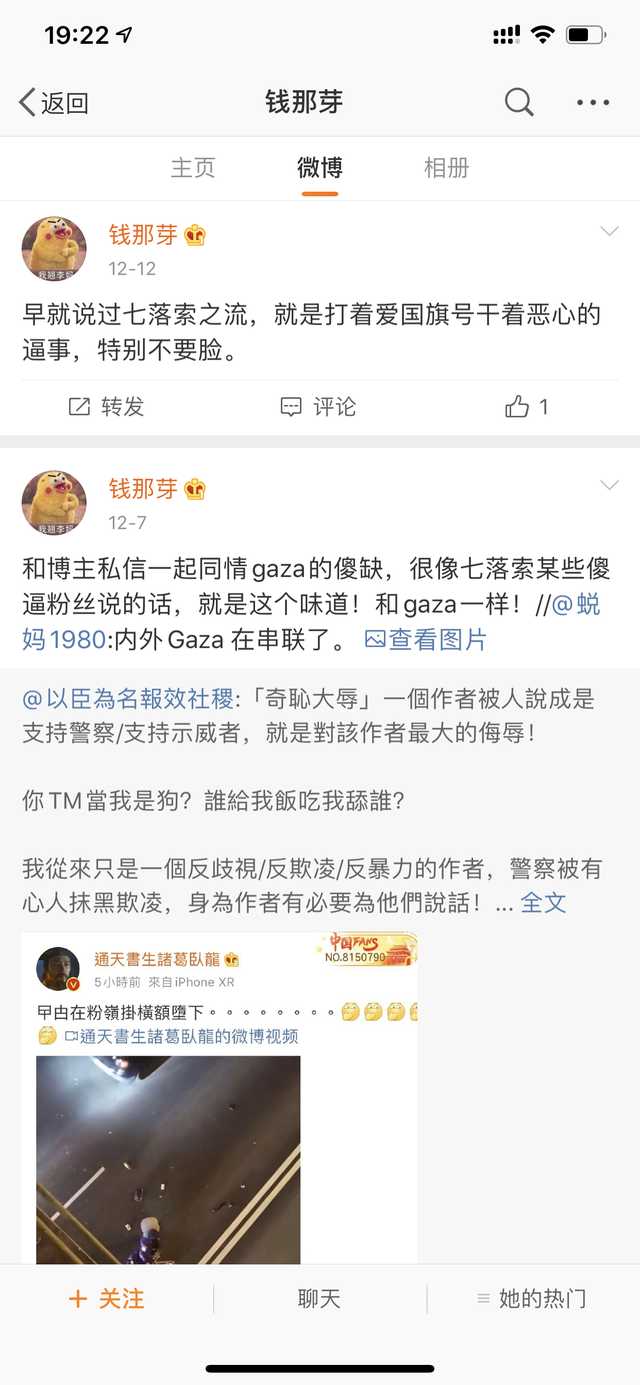 19:22
返回
钱那芽
主页
微博
相册
我翘李妈
钱那芽
12-12
早就说过七落索之流，就是打着爱国旗号干着恶心的
逼事，特别不要脸。
转发
评论
1
我翘李妈
钱那芽
12-7
和博主私信一起同情gaza的傻缺，很像七落索某些傻
逼粉丝说的话，就是这个味道！和gaza一样！//@蜕
妈1980:内外Gaza 在串联了。 查看图片
@以臣為名報效社稷:「奇恥大辱」一個作者被人說成是
支持警察/支持示威者，就是對該作者最大的侮辱！
你TM當我是狗？誰給我飯吃我舔誰？
我從來只是一個反歧視/反欺凌/反暴力的作者，警察被有
心人抹黑欺凌，身為作者有必要為他們說話！... 全文
通天書生諸葛臥龍
中国FANS
NO.8150790
5小時前 來自iPhone XR
曱甴在粉嶺掛橫額墮下。。。。。。。。
通天書生諸葛臥龍的微博视频
+ 关注
聊天
她的热门